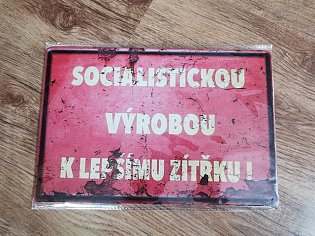 SOCIALISTICKOU
VÝROBOU
K LEPŠÍMU ZÍTŘKU !